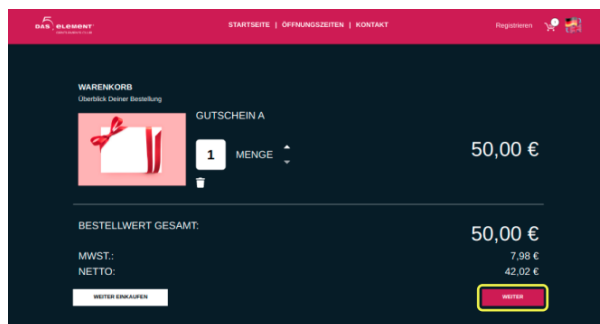 DAS 5. ELEMENT
STARTSEITE | ÖFFNUNGSZEITEN | KONTAKT
Registrieren
WARENKORB
Überblick Deiner Bestellung
GUTSCHEIN A
1 MENGE
50,00 €
BESTELLWERT GESAMT:
50,00 €
MWST.:
7,98 €
NETTO:
42,02 €
WEITER EINKAUFEN
WEITER